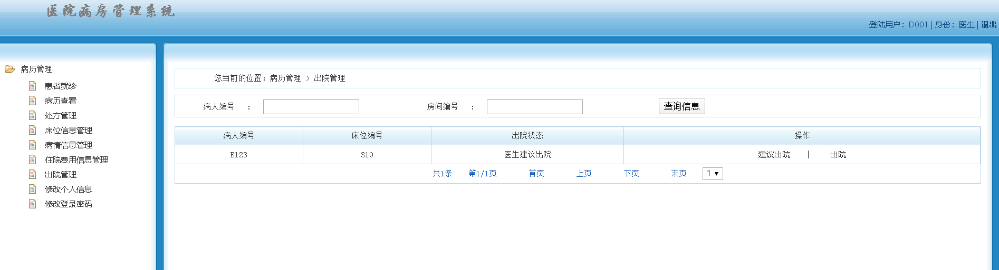 医院病房管理系统
登陆用户：D001 | 身份：医生 | 退出
病历管理
患者就诊
病历查看
处方管理
床位信息管理
病情信息管理
住院费用信息管理
出院管理
修改个人信息
修改登录密码
您当前的位置：病历管理 > 出院管理
病人编号 ： 房间编号 ： 查询信息
病人编号 床位编号 出院状态 操作
B123 310 医生建议出院 建议出院 | 出院
共1条 第1/1页 首页 上页 下页 末页 1